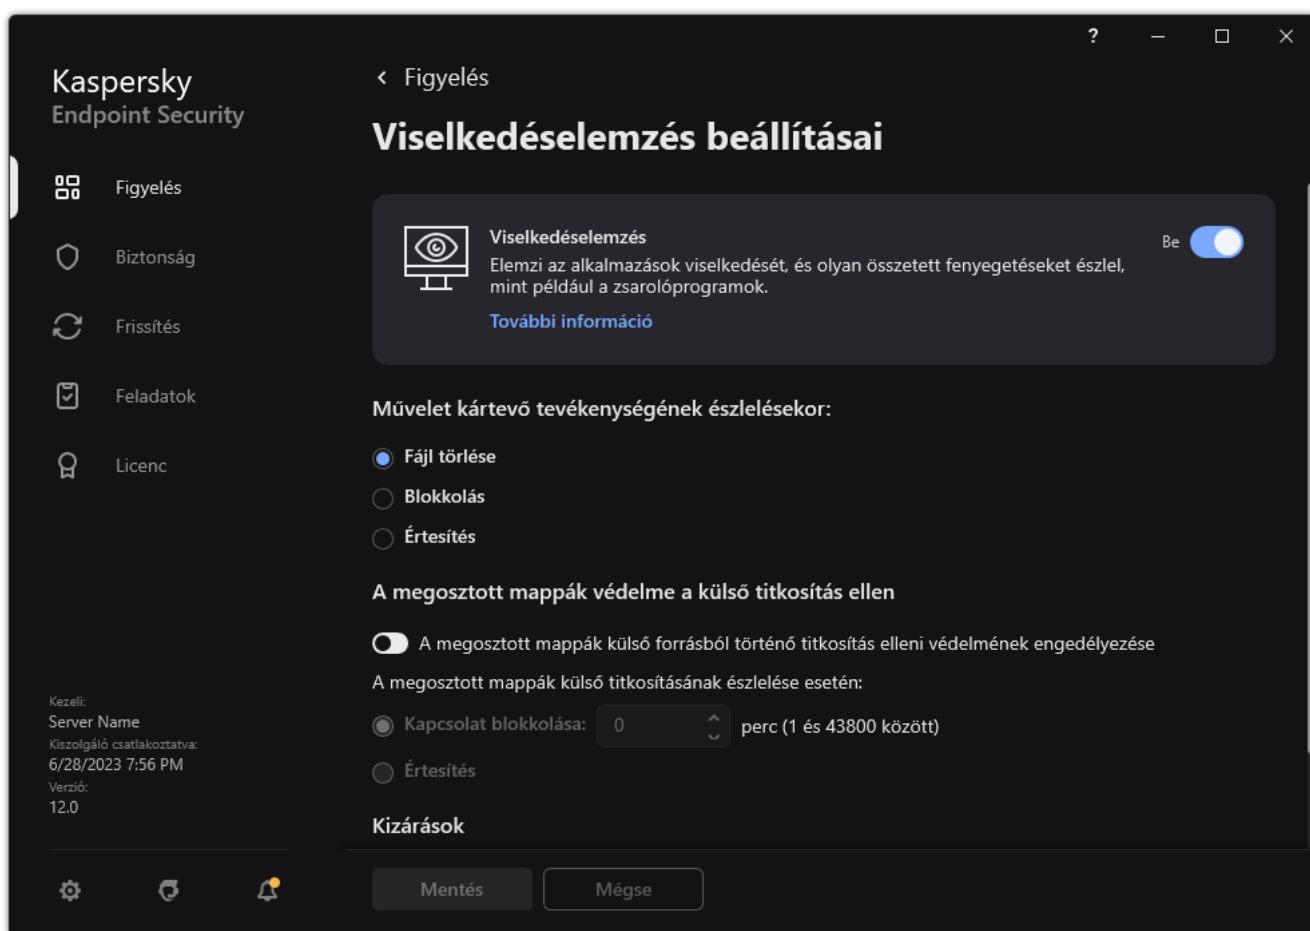 ?
Kaspersky
Endpoint Security
Figyelés
Biztonság
Frissítés
Feladatok
Licenc
Kezeli:
Server Name
Kiszolgáló csatlakoztatva:
6/28/2023 7:56 PM
Verzió:
12.0
Figyelés
Viselkedéselemzés beállításai
Viselkedéselemzés
Be
Elemzi az alkalmazások viselkedését, és olyan összetett fenyegetéseket észlel,
mint például a zsarolóprogramok.
További információ
Művelet kártevő tevékenységének észlelésekor:
Fájl törlése
Blokkolás
Értesítés
A megosztott mappák védelme a külső titkosítás ellen
A megosztott mappák külső forrásból történő titkosítás elleni védelmének engedélyezése
A megosztott mappák külső titkosításának észlelése esetén:
Kapcsolat blokkolása: 0 perc (1 és 43800 között)
Értesítés
Kizárások
Mentés
Mégse